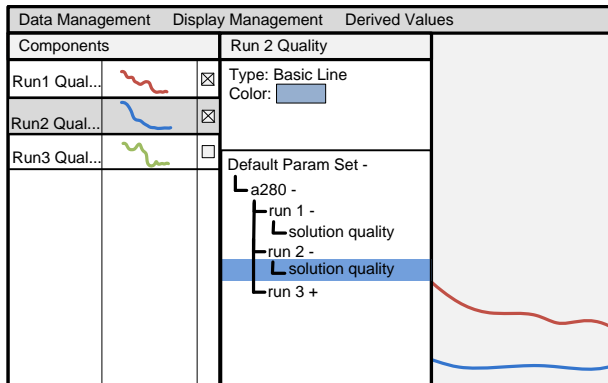 Data Management Display Management Derived Values
Components
Run 2 Quality
Run1 Qual...
Run2 Qual...
Run3 Qual...
Type: Basic Line
Color:
Default Param Set -
a280 -
run 1 -
solution quality
run 2 -
solution quality
run 3 +